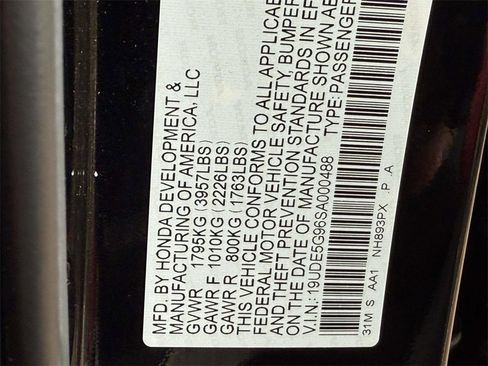 MFD. BY HONDA DEVELOPMENT &
MANUFACTURING OF AMERICA, LLC
GVWR 1795KG (3957LBS)
GAWR F 1010KG (2226LBS)
GAWR R 800KG (1763LBS)
THIS VEHICLE CONFORMS TO ALL APPLICAB
FEDERAL MOTOR VEHICLE SAFETY, BUMPER
AND THEFT PREVENTION STANDARDS IN EF
ON THE DATE OF MANUFACTURE SHOWN AB
V.I.N.: 19UDE5G96SA000488 TYPE: PASSENGER
31M S AA1 NH893PX P A